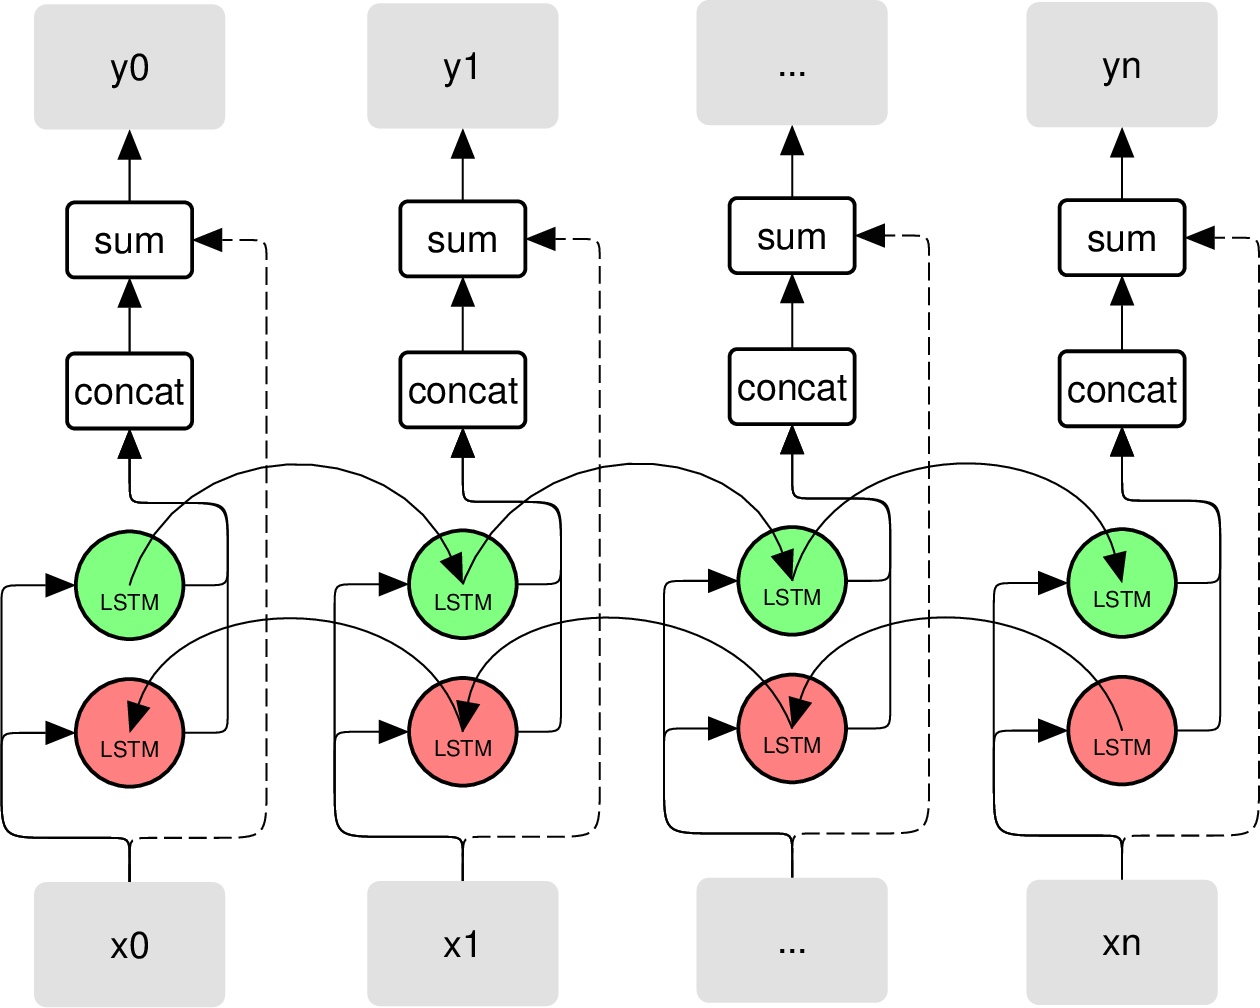 y0 y1 ... yn
sum sum sum sum
concat concat concat concat
LSTM LSTM LSTM LSTM
LSTM LSTM LSTM LSTM
x0 x1 ... xn